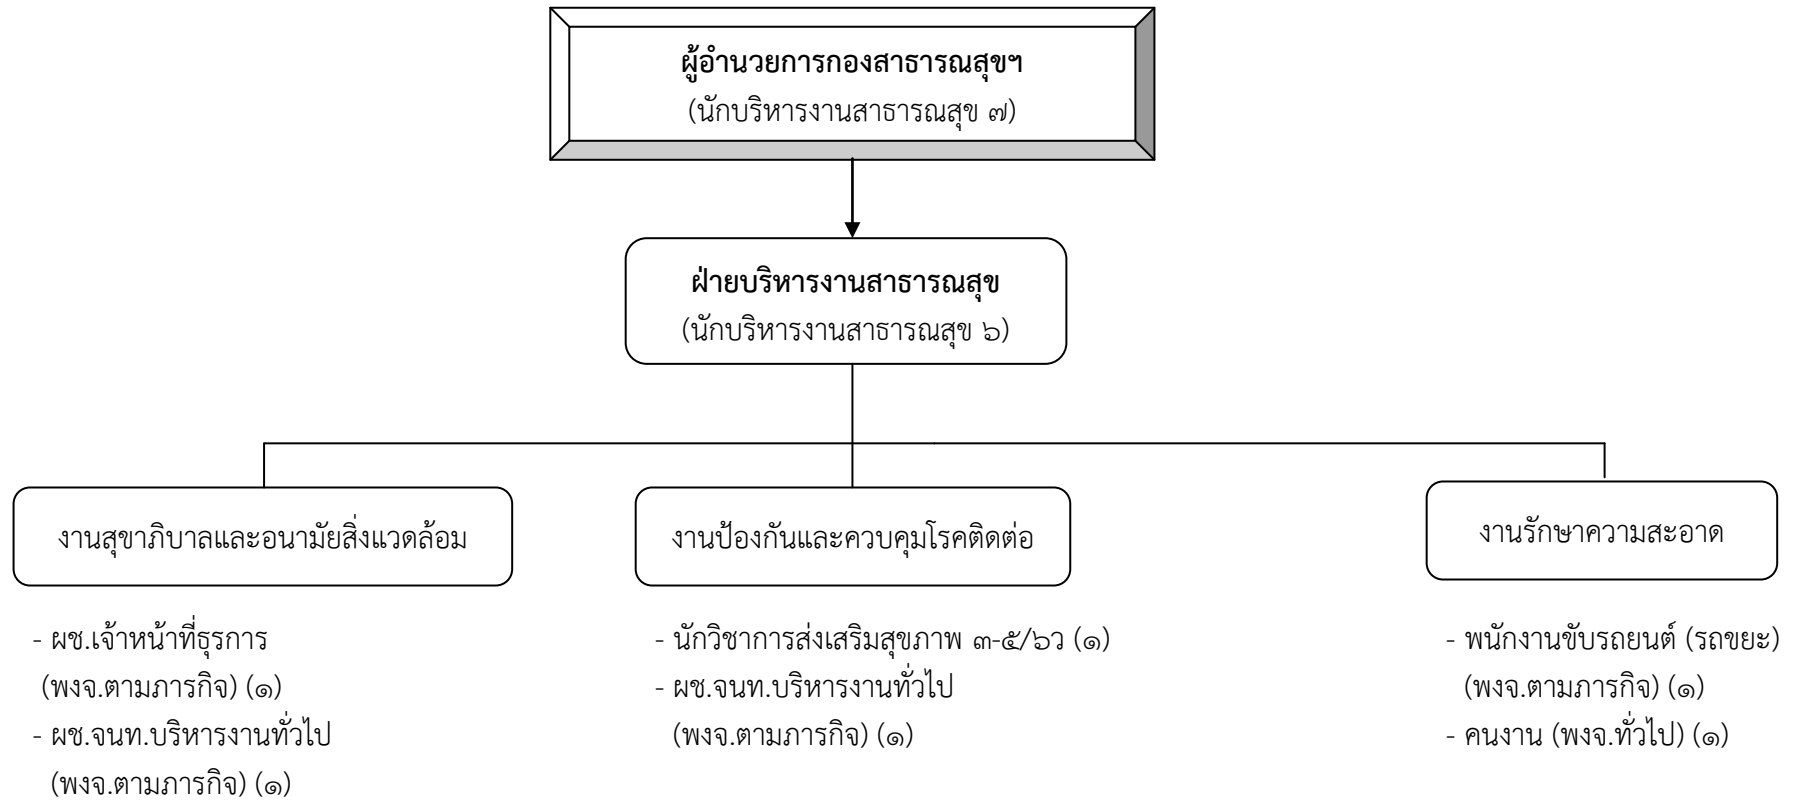 ผู้อำนวยการกองสาธารณสุขฯ
(นักบริหารงานสาธารณสุข ๗)
ฝ่ายบริหารงานสาธารณสุข
(นักบริหารงานสาธารณสุข ๖)
งานสุขาภิบาลและอนามัยสิ่งแวดล้อม
- ผช.เจ้าหน้าที่ธุรการ
(พงจ.ตามภารกิจ) (๑)
- ผช.จนท.บริหารงานทั่วไป
(พงจ.ตามภารกิจ) (๑)
งานป้องกันและควบคุมโรคติดต่อ
- นักวิชาการส่งเสริมสุขภาพ ๓-๕/๖ว (๑)
- ผช.จนท.บริหารงานทั่วไป
(พงจ.ตามภารกิจ) (๑)
งานรักษาความสะอาด
- พนักงานขับรถยนต์ (รถขยะ)
(พงจ.ตามภารกิจ) (๑)
- คนงาน (พงจ.ทั่วไป) (๑)